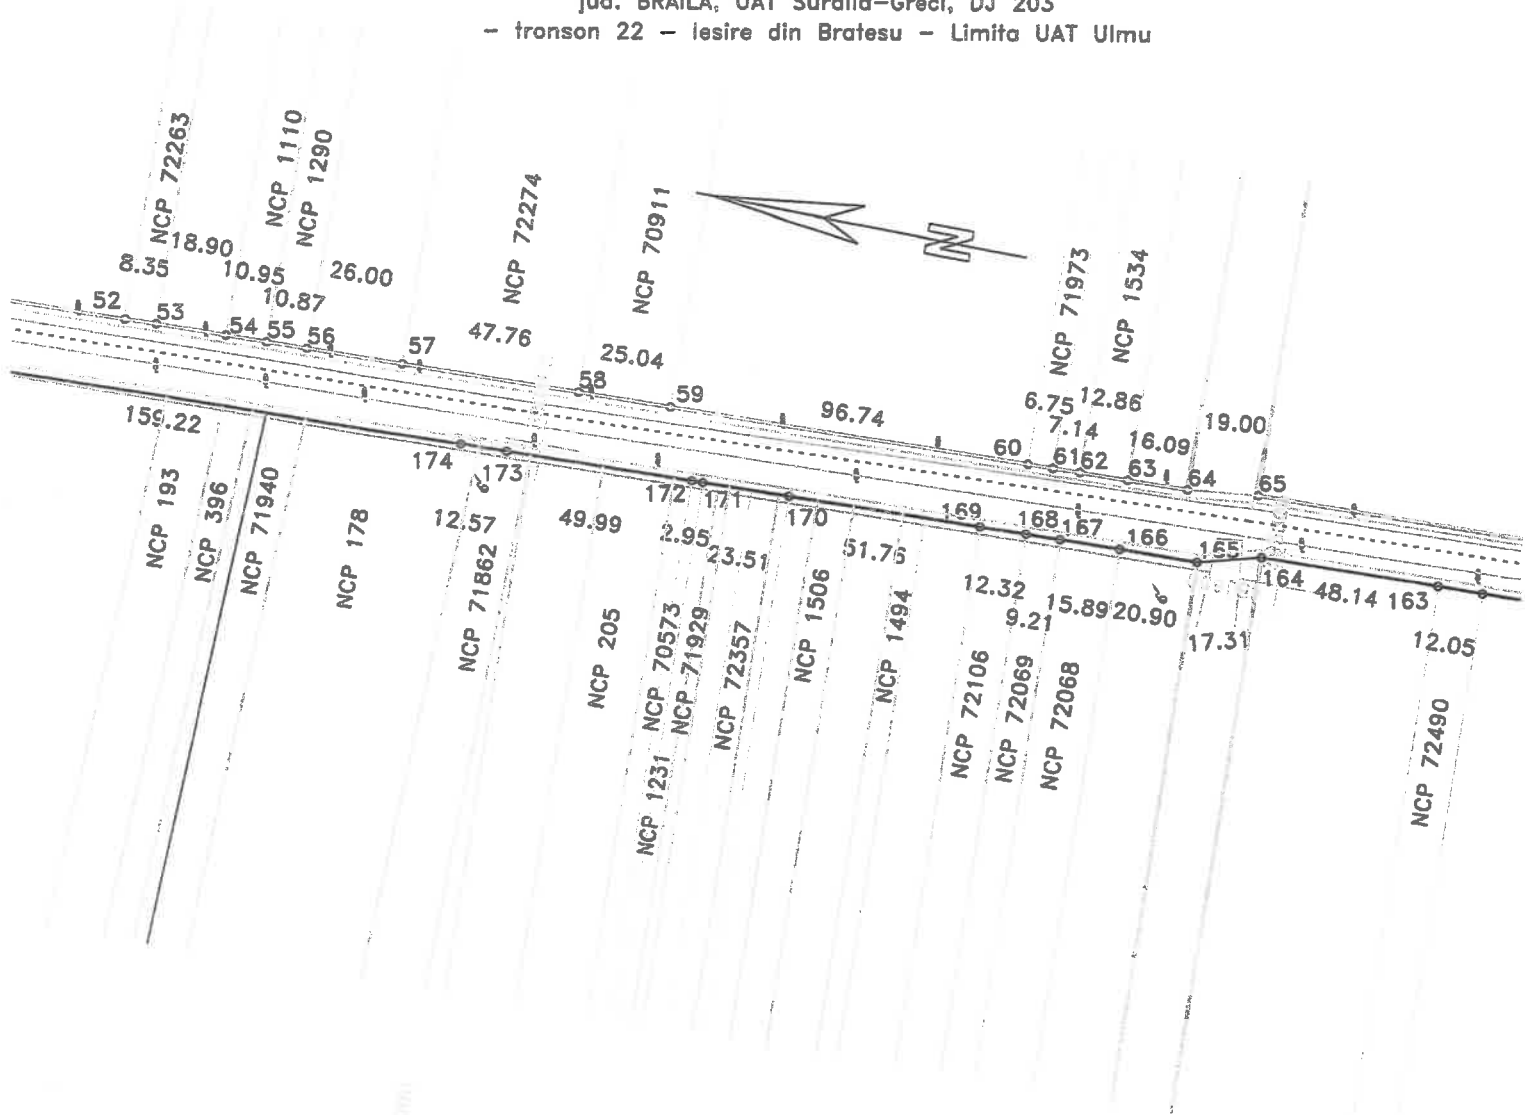 jud. BRAILA, UAT Surdila-Greci, DJ 203
- tronson 22 - Iesire din Bratesu - Limita UAT Ulmu
NCP 72263
NCP 1110
NCP 1290
NCP 72274
NCP 70911
N
NCP 71973
NCP 1534
18.90
8.35
10.95
26.00
10.87
47.76
25.04
96.74
6.75
12.86
7.14
16.09
19.00
52
53
54
55
56
57
58
59
60
61
62
63
64
65
159.22
174
173
172
171
170
169
168
167
166
165
164
163
12.57
49.99
2.95
23.51
51.76
12.32
9.21
15.89
20.90
17.31
48.14
12.05
NCP 193
NCP 396
NCP 71940
NCP 178
NCP 71862
NCP 205
NCP 1231
NCP 70573
NCP 71929
NCP 72357
NCP 1506
NCP 1494
NCP 72106
NCP 72069
NCP 72068
NCP 72490